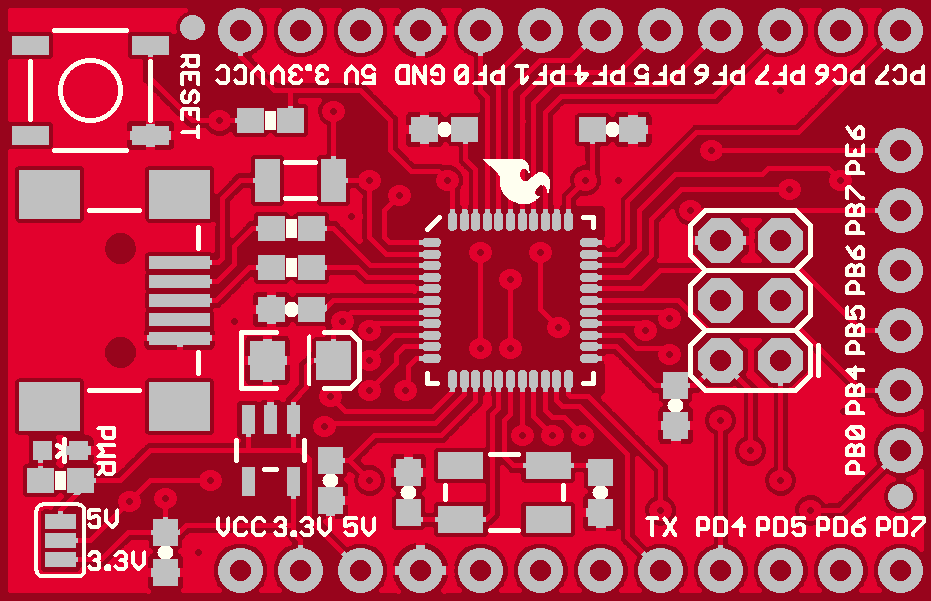 RESET
VCC 3.3V 5V GND PF0 PF1 PF4 PF5 PF6 PF7 PC6 PC7
PE6
PB7
PB6
PB5
PB4
PB0
PWR
5V
3.3V
VCC 3.3V 5V
TX PD4 PD5 PD6 PD7